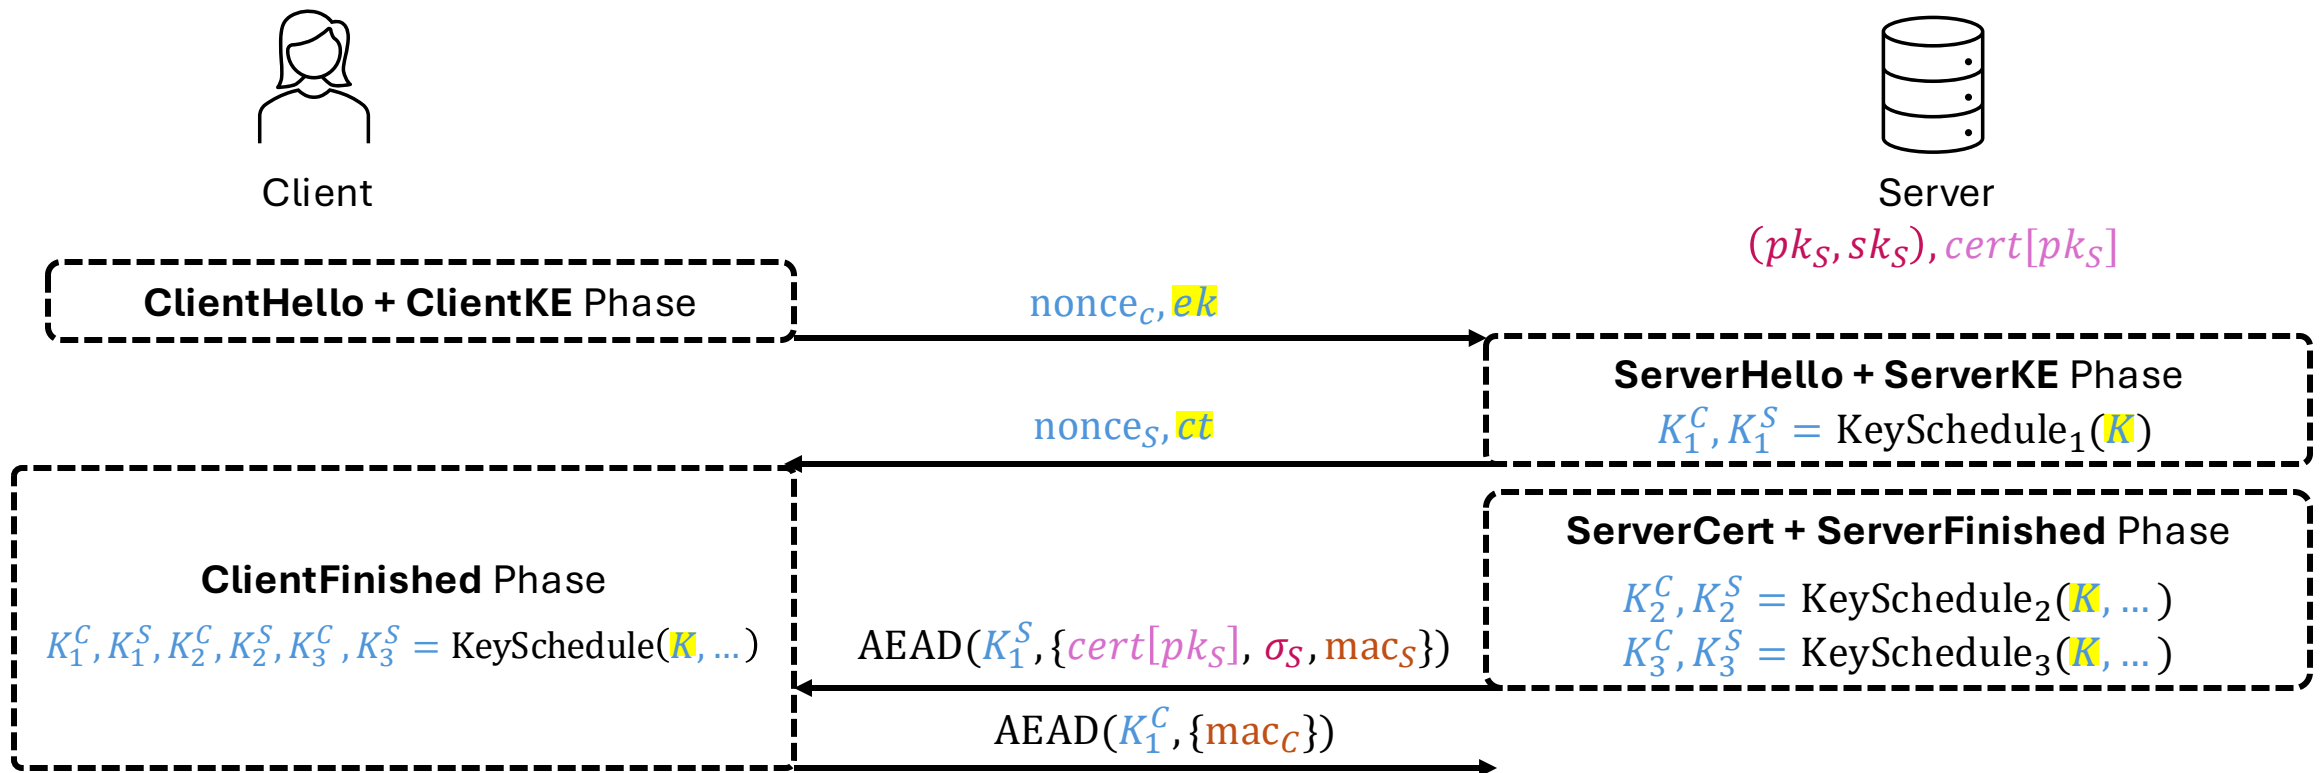 Client
Server
(pk_S, sk_S), cert[pk_S]
ClientHello + ClientKE Phase
nonce_c, ek
ServerHello + ServerKE Phase
K_1^C, K_1^S = KeySchedule_1(K)
nonce_S, ct
ServerCert + ServerFinished Phase
K_2^C, K_2^S = KeySchedule_2(K, …)
K_3^C, K_3^S = KeySchedule_3(K, …)
AEAD(K_1^S, {cert[pk_S], σ_S, mac_S})
ClientFinished Phase
K_1^C, K_1^S, K_2^C, K_2^S, K_3^C, K_3^S = KeySchedule(K, …)
AEAD(K_1^C, {mac_C})